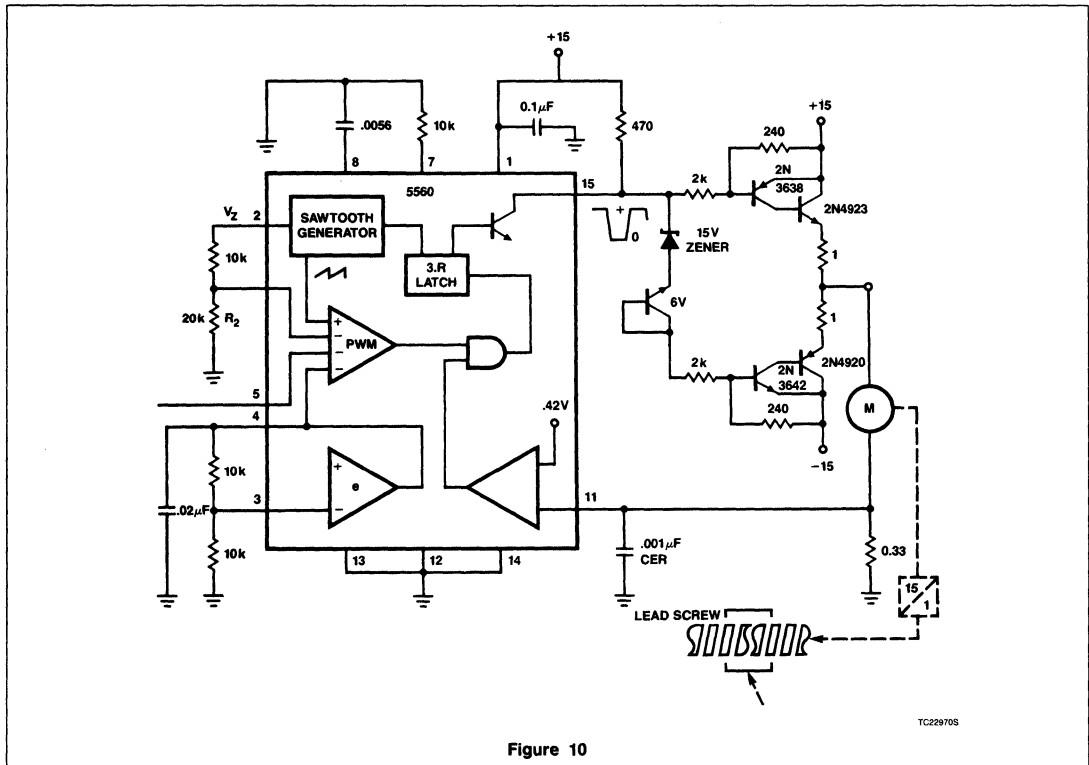 +15
.0056
10k
0.1μF
470
+15
240
8
7
1
5560
15
2k
2N
3638
2N4923
VZ
2
SAWTOOTH
GENERATOR
+
0
15V
ZENER
1
10k
3.R
LATCH
6V
1
20k
R2
+
−
−
−
PWM
2N4920
5
2k
2N
3642
4
.42V
240
M
10k
+
e
−
−15
3
11
.02μF
10k
.001μF
CER
0.33
13
12
14
15
1
LEAD SCREW
TC22970S
Figure 10